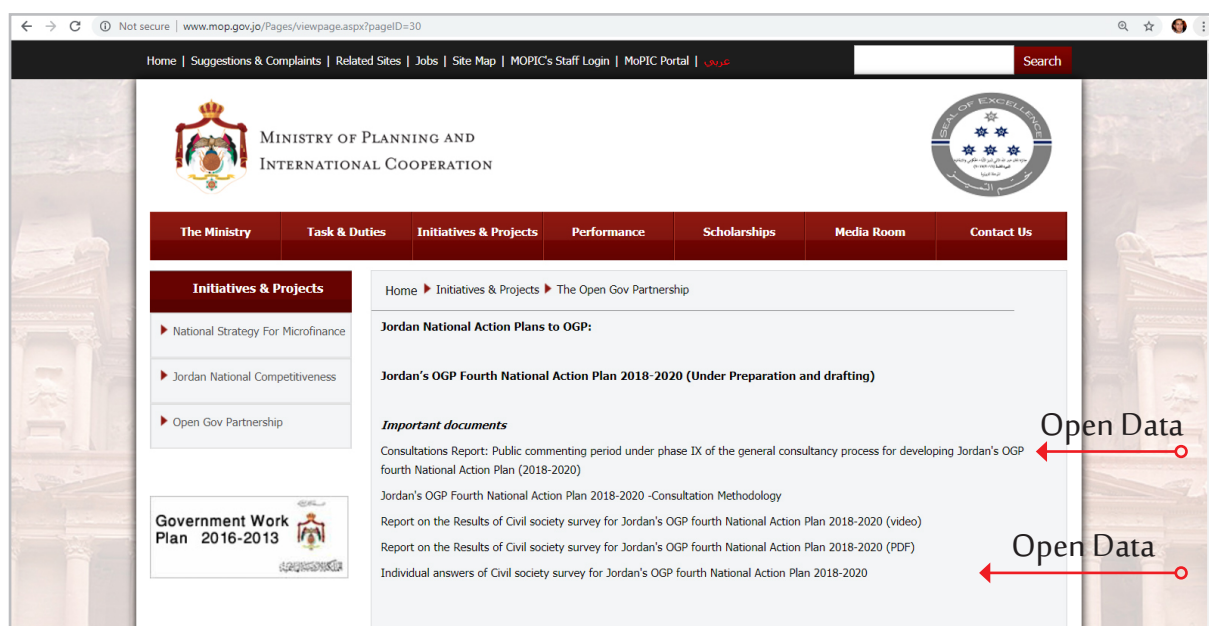 Not secure | www.mop.gov.jo/Pages/viewpage.aspx?pageID=30
Home | Suggestions & Complaints | Related Sites | Jobs | Site Map | MOPIC's Staff Login | MoPIC Portal | عربي
Search
MINISTRY OF PLANNING AND
INTERNATIONAL COOPERATION
SEAL OF EXCELLENCE
ختم التميز
The Ministry
Task & Duties
Initiatives & Projects
Performance
Scholarships
Media Room
Contact Us
Initiatives & Projects
National Strategy For Microfinance
Jordan National Competitiveness
Open Gov Partnership
Government Work
Plan 2016-2013
Home Initiatives & Projects The Open Gov Partnership
Jordan National Action Plans to OGP:
Jordan's OGP Fourth National Action Plan 2018-2020 (Under Preparation and drafting)
Important documents
Consultations Report: Public commenting period under phase IX of the general consultancy process for developing Jordan's OGP
fourth National Action Plan (2018-2020)
Open Data
Jordan's OGP Fourth National Action Plan 2018-2020 -Consultation Methodology
Report on the Results of Civil society survey for Jordan's OGP fourth National Action Plan 2018-2020 (video)
Report on the Results of Civil society survey for Jordan's OGP fourth National Action Plan 2018-2020 (PDF)
Individual answers of Civil society survey for Jordan's OGP fourth National Action Plan 2018-2020
Open Data